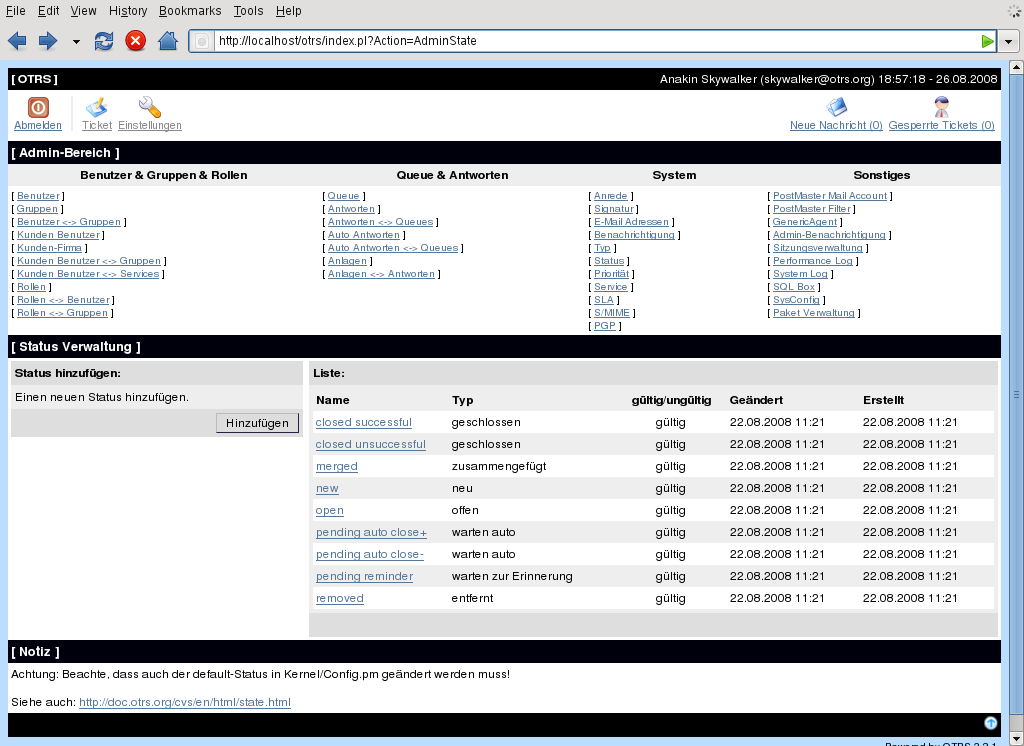 File Edit View History Bookmarks Tools Help
http://localhost/otrs/index.pl?Action=AdminState
[ OTRS ] Anakin Skywalker (skywalker@otrs.org) 18:57:18 - 26.08.2008
Abmelden Ticket Einstellungen Neue Nachricht (0) Gesperrte Tickets (0)
[ Admin-Bereich ]
Benutzer & Gruppen & Rollen Queue & Antworten System Sonstiges
[ Benutzer ] [ Queue ] [ Anrede ] [ PostMaster Mail Account ]
[ Gruppen ] [ Antworten ] [ Signatur ] [ PostMaster Filter ]
[ Benutzer <-> Gruppen ] [ Antworten <-> Queues ] [ E-Mail Adressen ] [ GenericAgent ]
[ Kunden Benutzer ] [ Auto Antworten ] [ Benachrichtigung ] [ Admin-Benachrichtigung ]
[ Kunden-Firma ] [ Auto Antworten <-> Queues ] [ Typ ] [ Sitzungsverwaltung ]
[ Kunden Benutzer <-> Gruppen ] [ Anlagen ] [ Status ] [ Performance Log ]
[ Kunden Benutzer <-> Services ] [ Anlagen <-> Antworten ] [ Priorität ] [ System Log ]
[ Rollen ] [ Service ] [ SQL Box ]
[ Rollen <-> Benutzer ] [ SLA ] [ SysConfig ]
[ Rollen <-> Gruppen ] [ S/MIME ] [ Paket Verwaltung ]
[ PGP ]
[ Status Verwaltung ]
Status hinzufügen: Liste:
Einen neuen Status hinzufügen.
Hinzufügen
Name Typ gültig/ungültig Geändert Erstellt
closed successful geschlossen gültig 22.08.2008 11:21 22.08.2008 11:21
closed unsuccessful geschlossen gültig 22.08.2008 11:21 22.08.2008 11:21
merged zusammengefügt gültig 22.08.2008 11:21 22.08.2008 11:21
new neu gültig 22.08.2008 11:21 22.08.2008 11:21
open offen gültig 22.08.2008 11:21 22.08.2008 11:21
pending auto close+ warten auto gültig 22.08.2008 11:21 22.08.2008 11:21
pending auto close- warten auto gültig 22.08.2008 11:21 22.08.2008 11:21
pending reminder warten zur Erinnerung gültig 22.08.2008 11:21 22.08.2008 11:21
removed entfernt gültig 22.08.2008 11:21 22.08.2008 11:21
[ Notiz ]
Achtung: Beachte, dass auch der default-Status in Kernel/Config.pm geändert werden muss!
Siehe auch: http://doc.otrs.org/cvs/en/html/state.html
Powered by OTRS